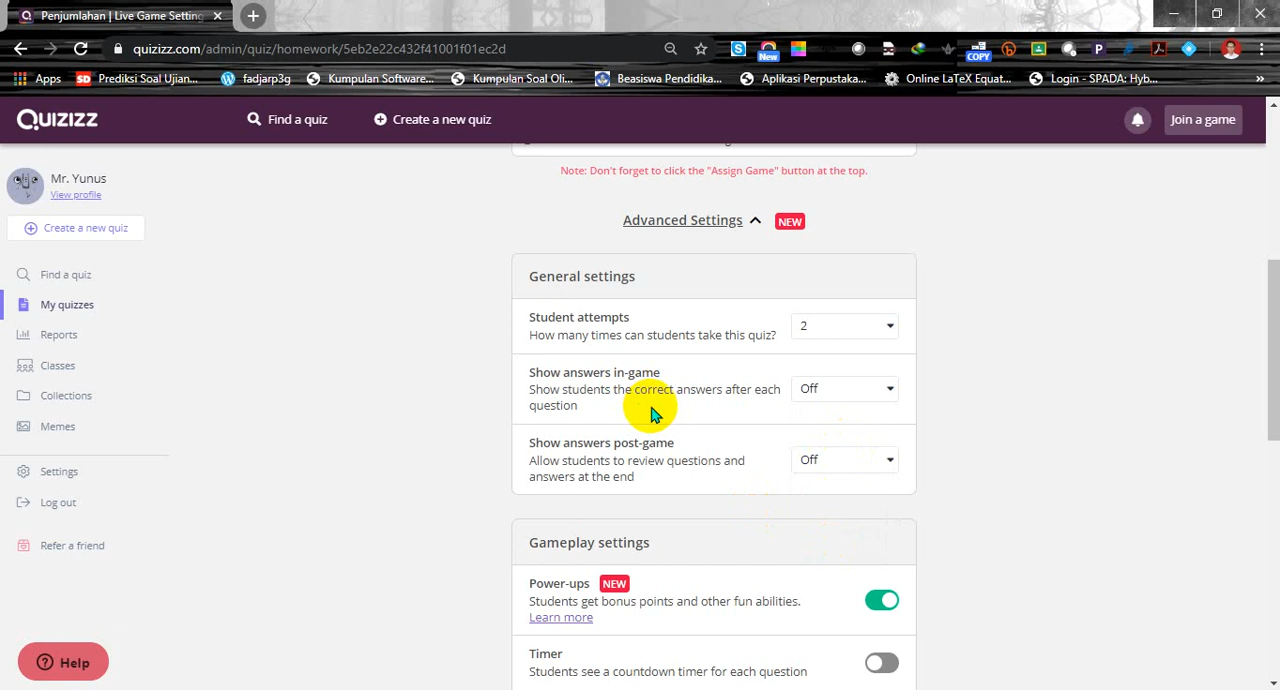 Penjumlahan | Live Game Setting
quizizz.com/admin/quiz/homework/5eb2e22c432f41001f01ec2d
New
COPY
Apps
Prediksi Soal Ujian...
fadjarp3g
Kumpulan Software...
Kumpulan Soal Oli...
Beasiswa Pendidika...
Aplikasi Perpustaka...
Online LaTeX Equat...
Login - SPADA: Hyb...
Quizizz
Find a quiz
Create a new quiz
Join a game
Mr. Yunus
View profile
Create a new quiz
Find a quiz
My quizzes
Reports
Classes
Collections
Memes
Settings
Log out
Refer a friend
Help
Note: Don't forget to click the "Assign Game" button at the top.
Advanced Settings NEW
General settings
Student attempts
How many times can students take this quiz?
2
Show answers in-game
Show students the correct answers after each
question
Off
Show answers post-game
Allow students to review questions and
answers at the end
Off
Gameplay settings
Power-ups NEW
Students get bonus points and other fun abilities.
Learn more
Timer
Students see a countdown timer for each question